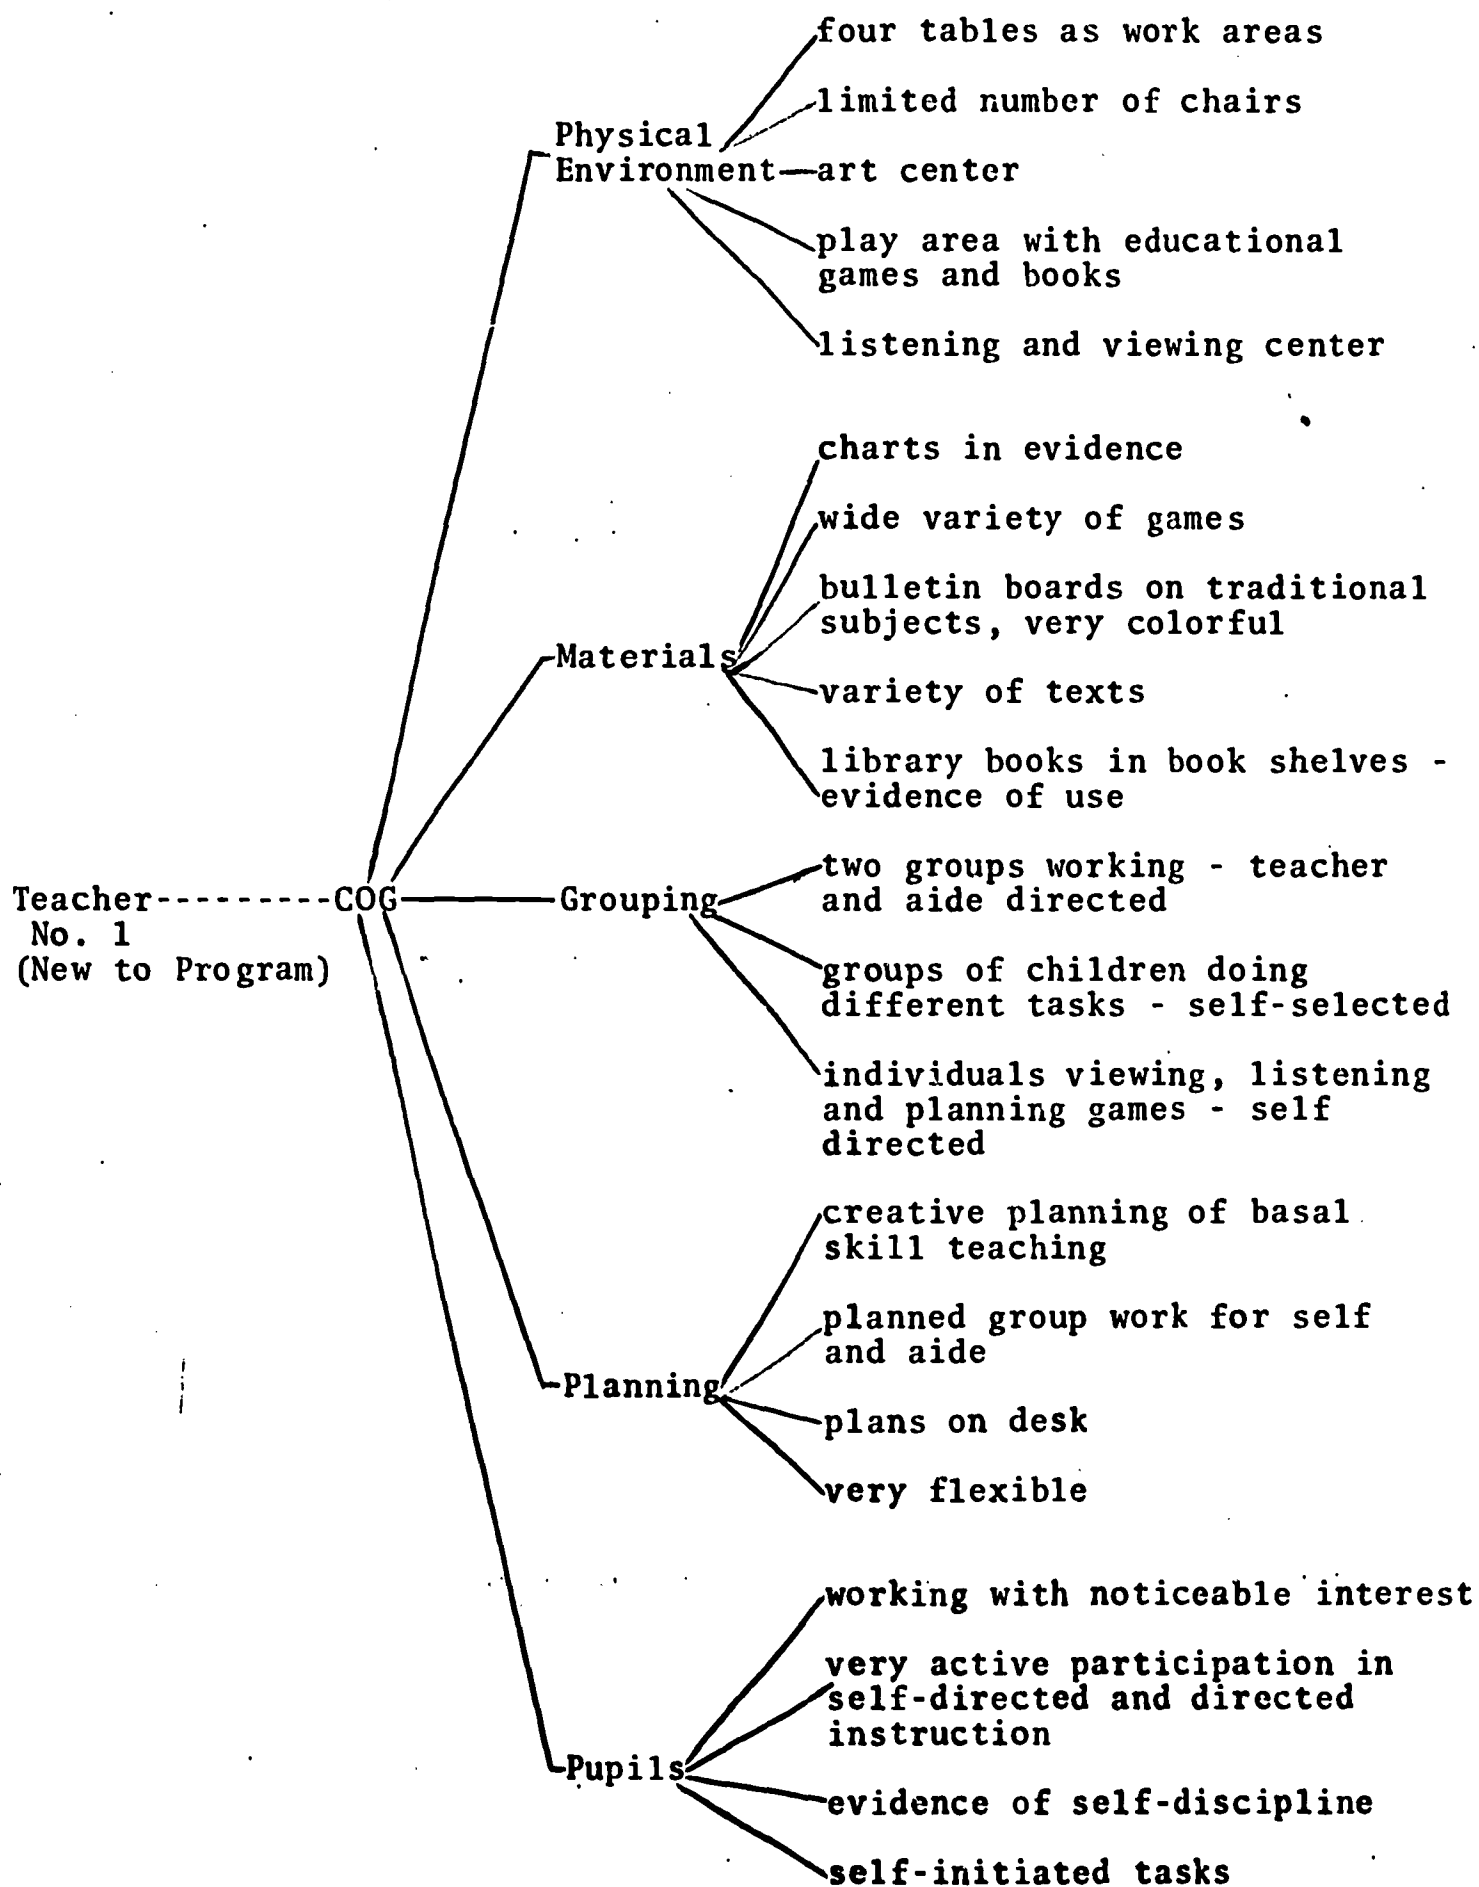 four tables as work areas
limited number of chairs
Physical
Environment—art center
play area with educational
games and books
listening and viewing center
charts in evidence
wide variety of games
bulletin boards on traditional
subjects, very colorful
Materials
variety of texts
library books in book shelves -
evidence of use
two groups working - teacher
Teacher---------COG Grouping and aide directed
No. 1
(New to Program)
groups of children doing
different tasks - self-selected
individuals viewing, listening
and planning games - self
directed
creative planning of basal
skill teaching
planned group work for self
and aide
Planning
plans on desk
very flexible
working with noticeable interest
very active participation in
self-directed and directed
instruction
Pupils
evidence of self-discipline
self-initiated tasks